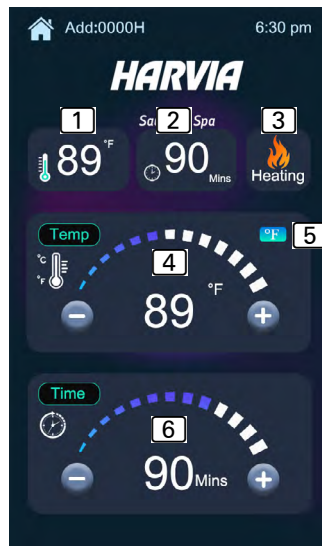 Add:0000H 6:30 pm
HARVIA
Sauna Spa
1 2 3
89 °F 90 Mins Heating
Temp °F 5
°C
°F
4
89 °F
− +
Time
6
90 Mins
− +